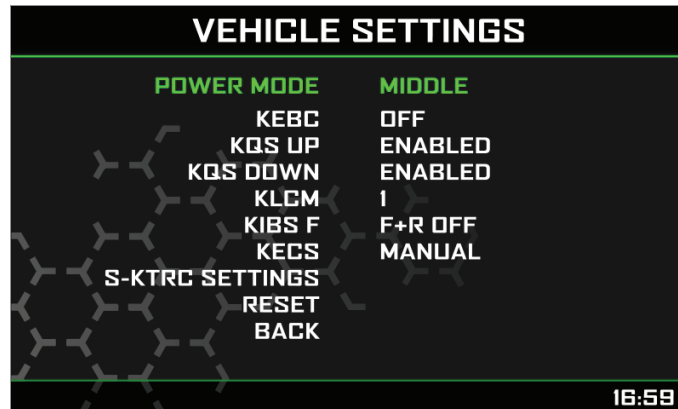 VEHICLE SETTINGS
POWER MODE MIDDLE
KEBC OFF
KQS UP ENABLED
KQS DOWN ENABLED
KLCM 1
KIBS F F+R OFF
KECS MANUAL
S-KTRC SETTINGS
RESET
BACK
16:59